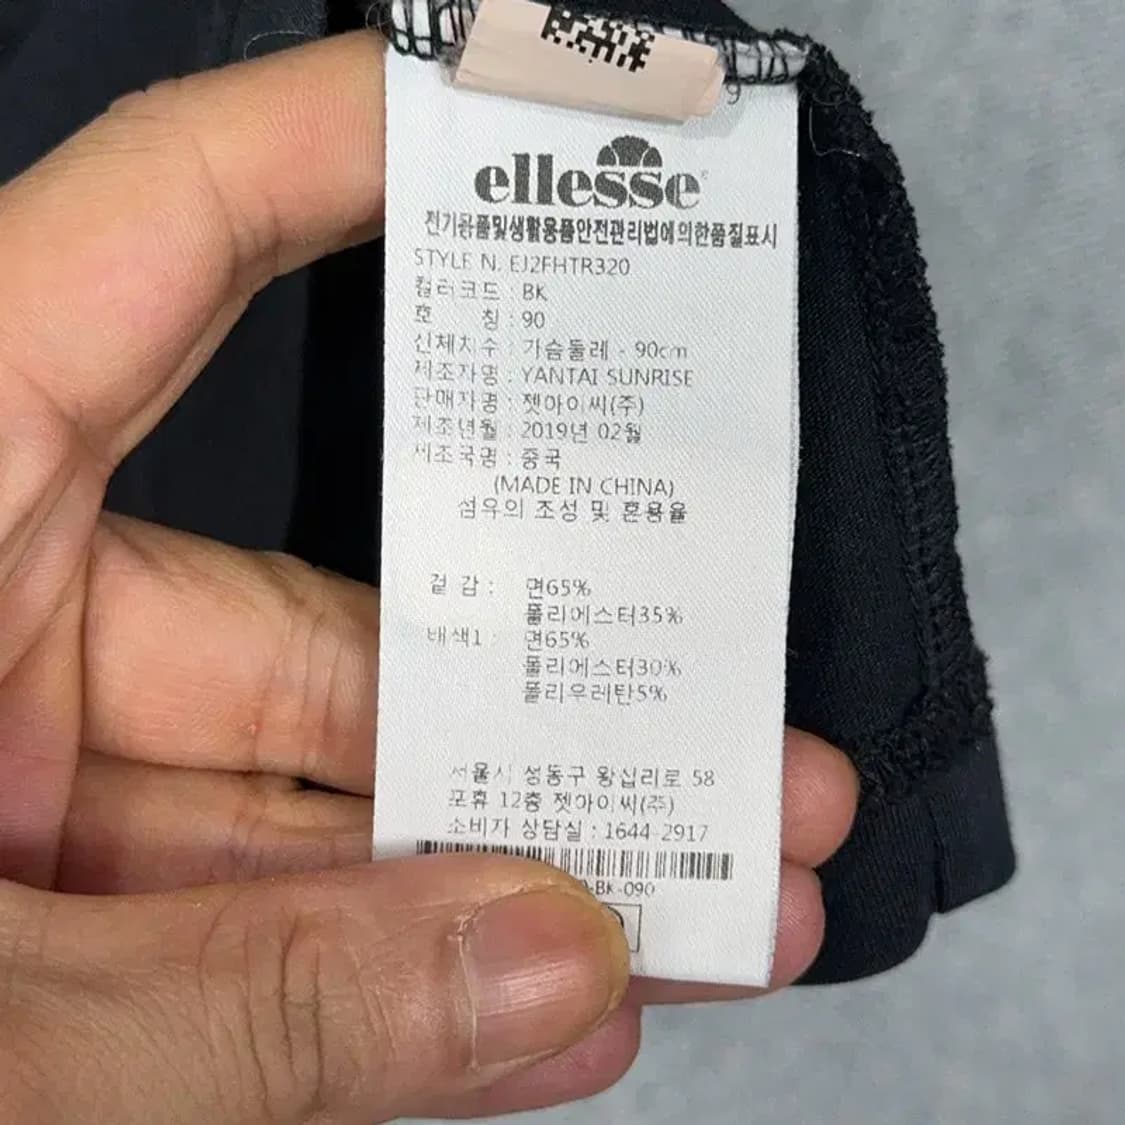 9
ellesse
전기용품및생활용품안전관리법에의한품질표시
STYLE N. EJ2FHTR320
컬러코드 : BK
호 칭 : 90
신체치수 : 가슴둘레 - 90cm
제조자명 : YANTAI SUNRISE
판매자명 : 젯아이씨(주)
제조년월 : 2019년 02월
제조국명 : 중국
(MADE IN CHINA)
섬유의 조성 및 혼용율
겉 감 : 면65%
폴리에스터35%
배색1 : 면65%
폴리에스터30%
폴리우레탄5%
서울시 성동구 왕십리로 58
포휴 12층 젯아이씨(주)
소비자 상담실 : 1644-2917
-BK-090